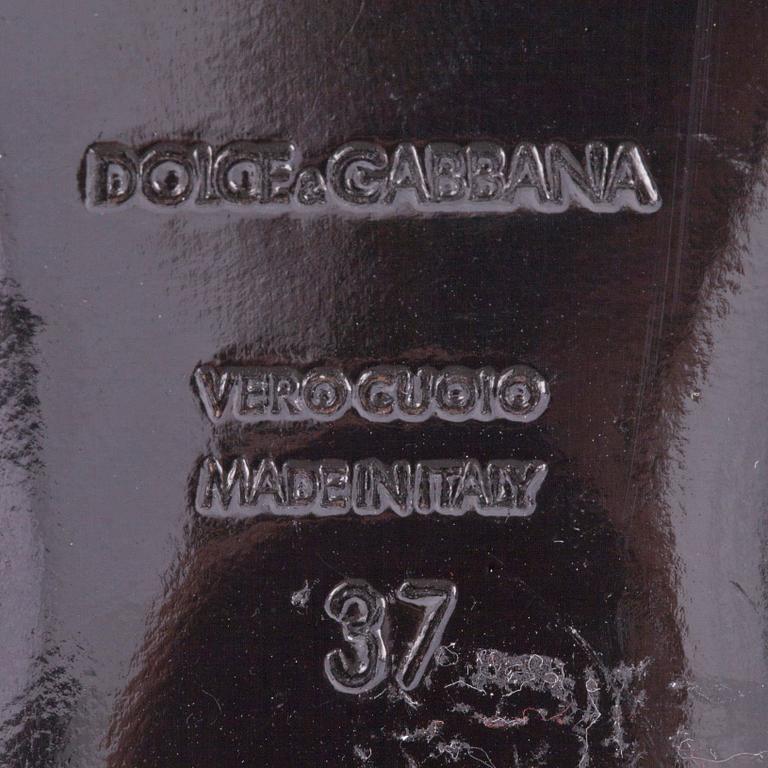 DOLCE&GABBANA
VERO CUOIO
MADE IN ITALY
37